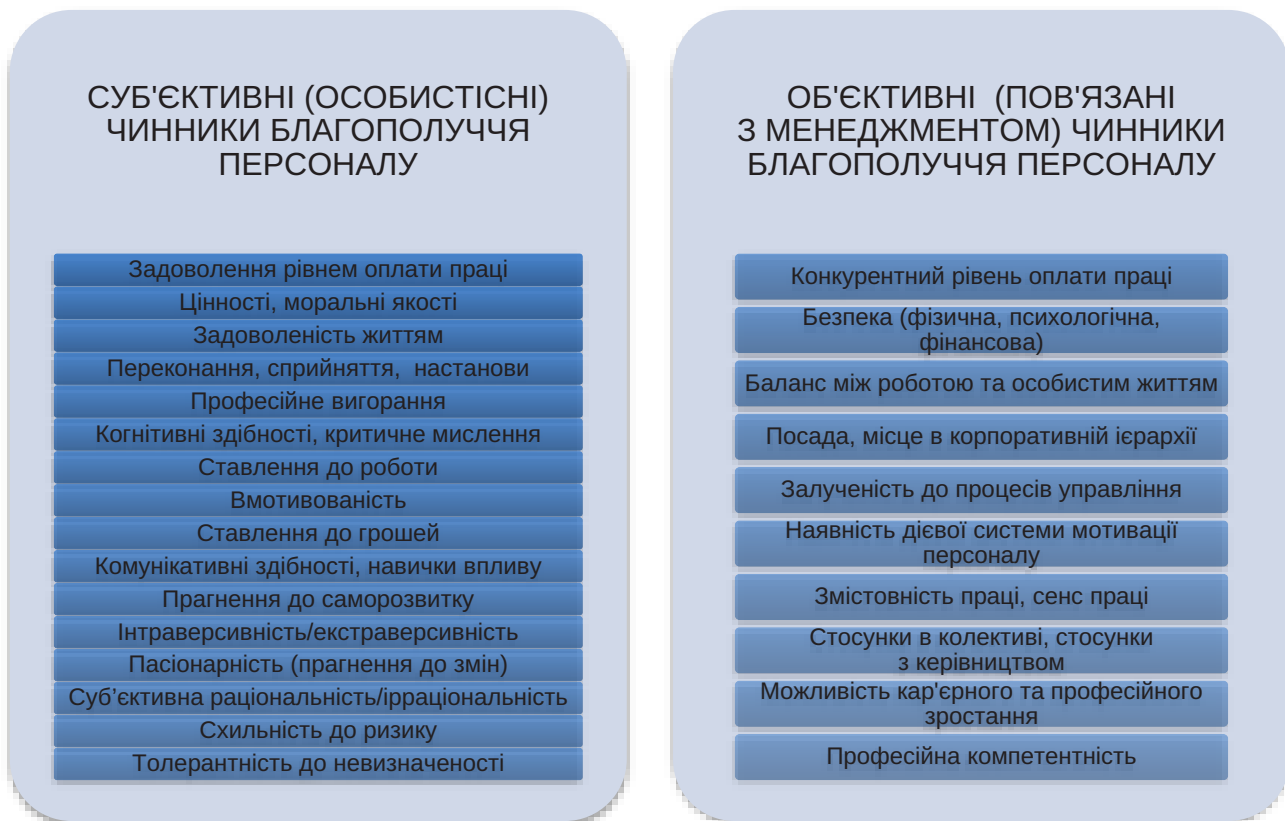 СУБ'ЄКТИВНІ (ОСОБИСТІСНІ)
ЧИННИКИ БЛАГОПОЛУЧЧЯ
ПЕРСОНАЛУ
Задоволення рівнем оплати праці
Цінності, моральні якості
Задоволеність життям
Переконання, сприйняття, настанови
Професійне вигорання
Когнітивні здібності, критичне мислення
Ставлення до роботи
Вмотивованість
Ставлення до грошей
Комунікативні здібності, навички впливу
Прагнення до саморозвитку
Інтраверсивність/екстраверсивність
Пасіонарність (прагнення до змін)
Суб’єктивна раціональність/ірраціональність
Схильність до ризику
Толерантність до невизначеності
ОБ'ЄКТИВНІ (ПОВ'ЯЗАНІ
З МЕНЕДЖМЕНТОМ) ЧИННИКИ
БЛАГОПОЛУЧЧЯ ПЕРСОНАЛУ
Конкурентний рівень оплати праці
Безпека (фізична, психологічна,
фінансова)
Баланс між роботою та особистим життям
Посада, місце в корпоративній ієрархії
Залученість до процесів управління
Наявність дієвої системи мотивації
персоналу
Змістовність праці, сенс праці
Стосунки в колективі, стосунки
з керівництвом
Можливість кар'єрного та професійного
зростання
Професійна компетентність